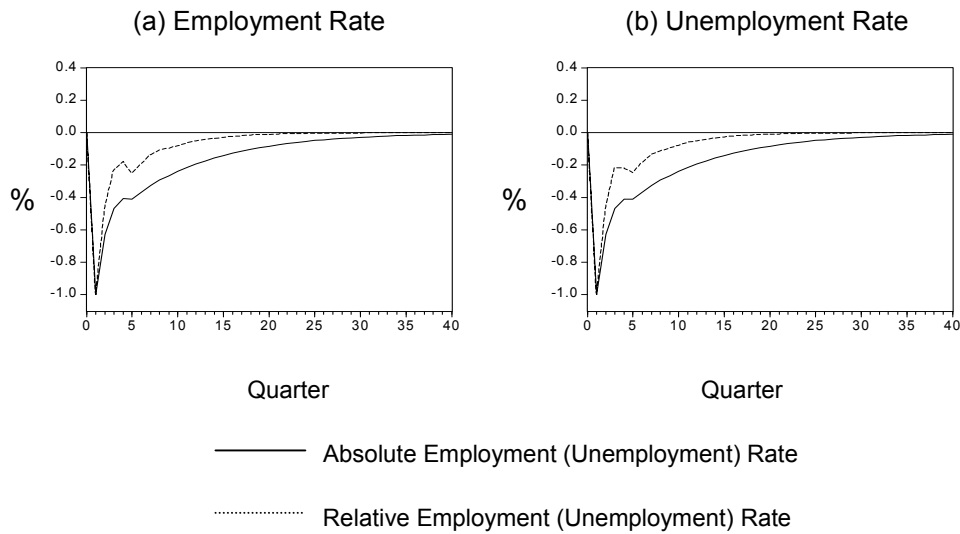 (a) Employment Rate
(b) Unemployment Rate
0.4
0.2
0.0
-0.2
-0.4
-0.6
-0.8
-1.0
%
0 5 10 15 20 25 30 35 40
Quarter
0.4
0.2
0.0
-0.2
-0.4
-0.6
-0.8
-1.0
%
0 5 10 15 20 25 30 35 40
Quarter
Absolute Employment (Unemployment) Rate
Relative Employment (Unemployment) Rate